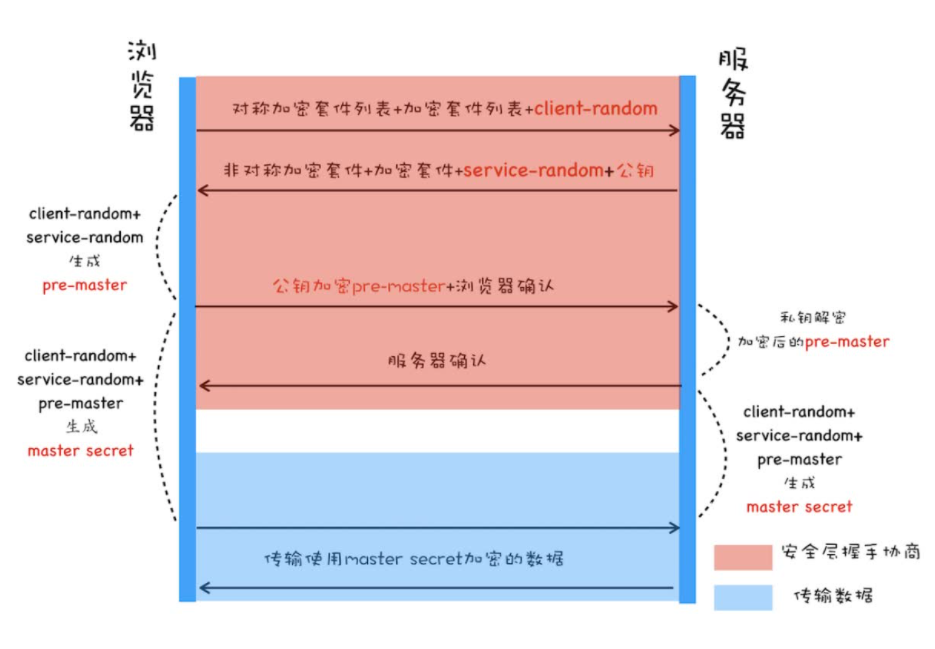 浏览器
服务器
对称加密套件列表+加密套件列表+client-random
非对称加密套件+加密套件+service-random+公钥
client-random+
service-random
生成
pre-master
公钥加密pre-master+浏览器确认
私钥解密
加密后的pre-master
client-random+
service-random+
pre-master
生成
master secret
服务器确认
client-random+
service-random+
pre-master
生成
master secret
传输使用master secret加密的数据
安全层握手协商
传输数据